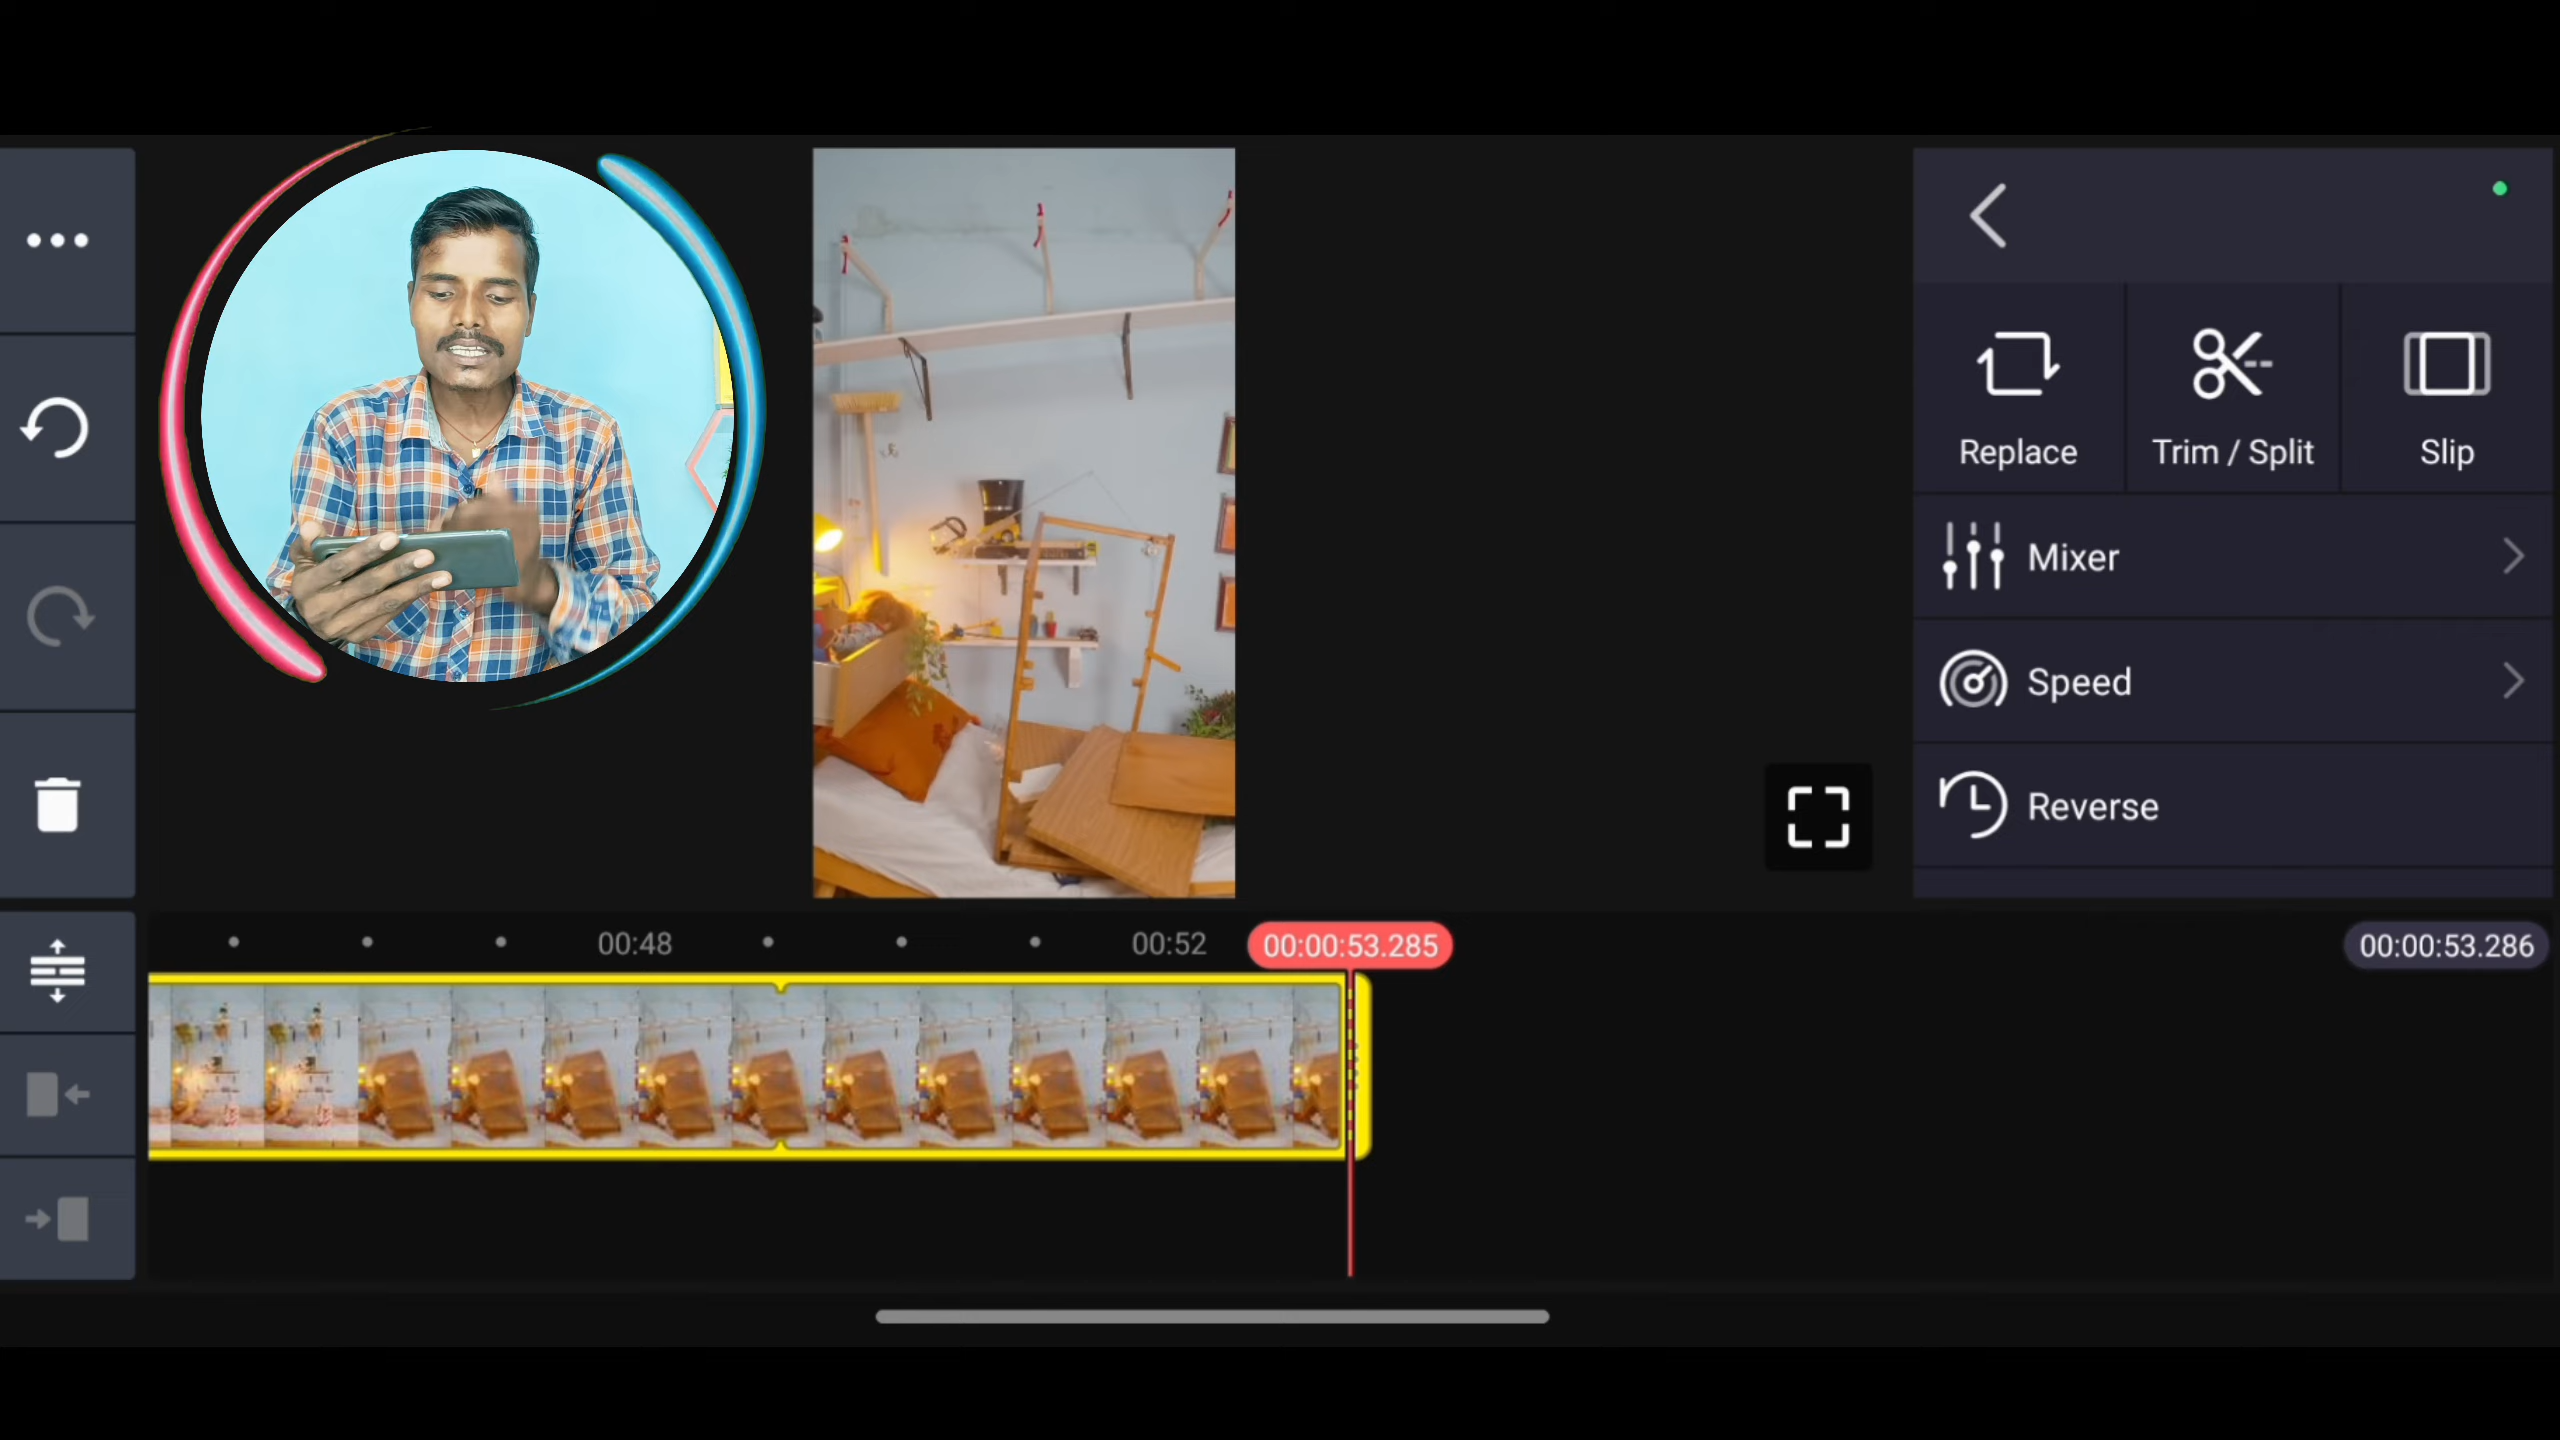 Replace
Trim / Split
Slip
Mixer
Speed
Reverse
00:48
00:52
00:00:53.285
00:00:53.286